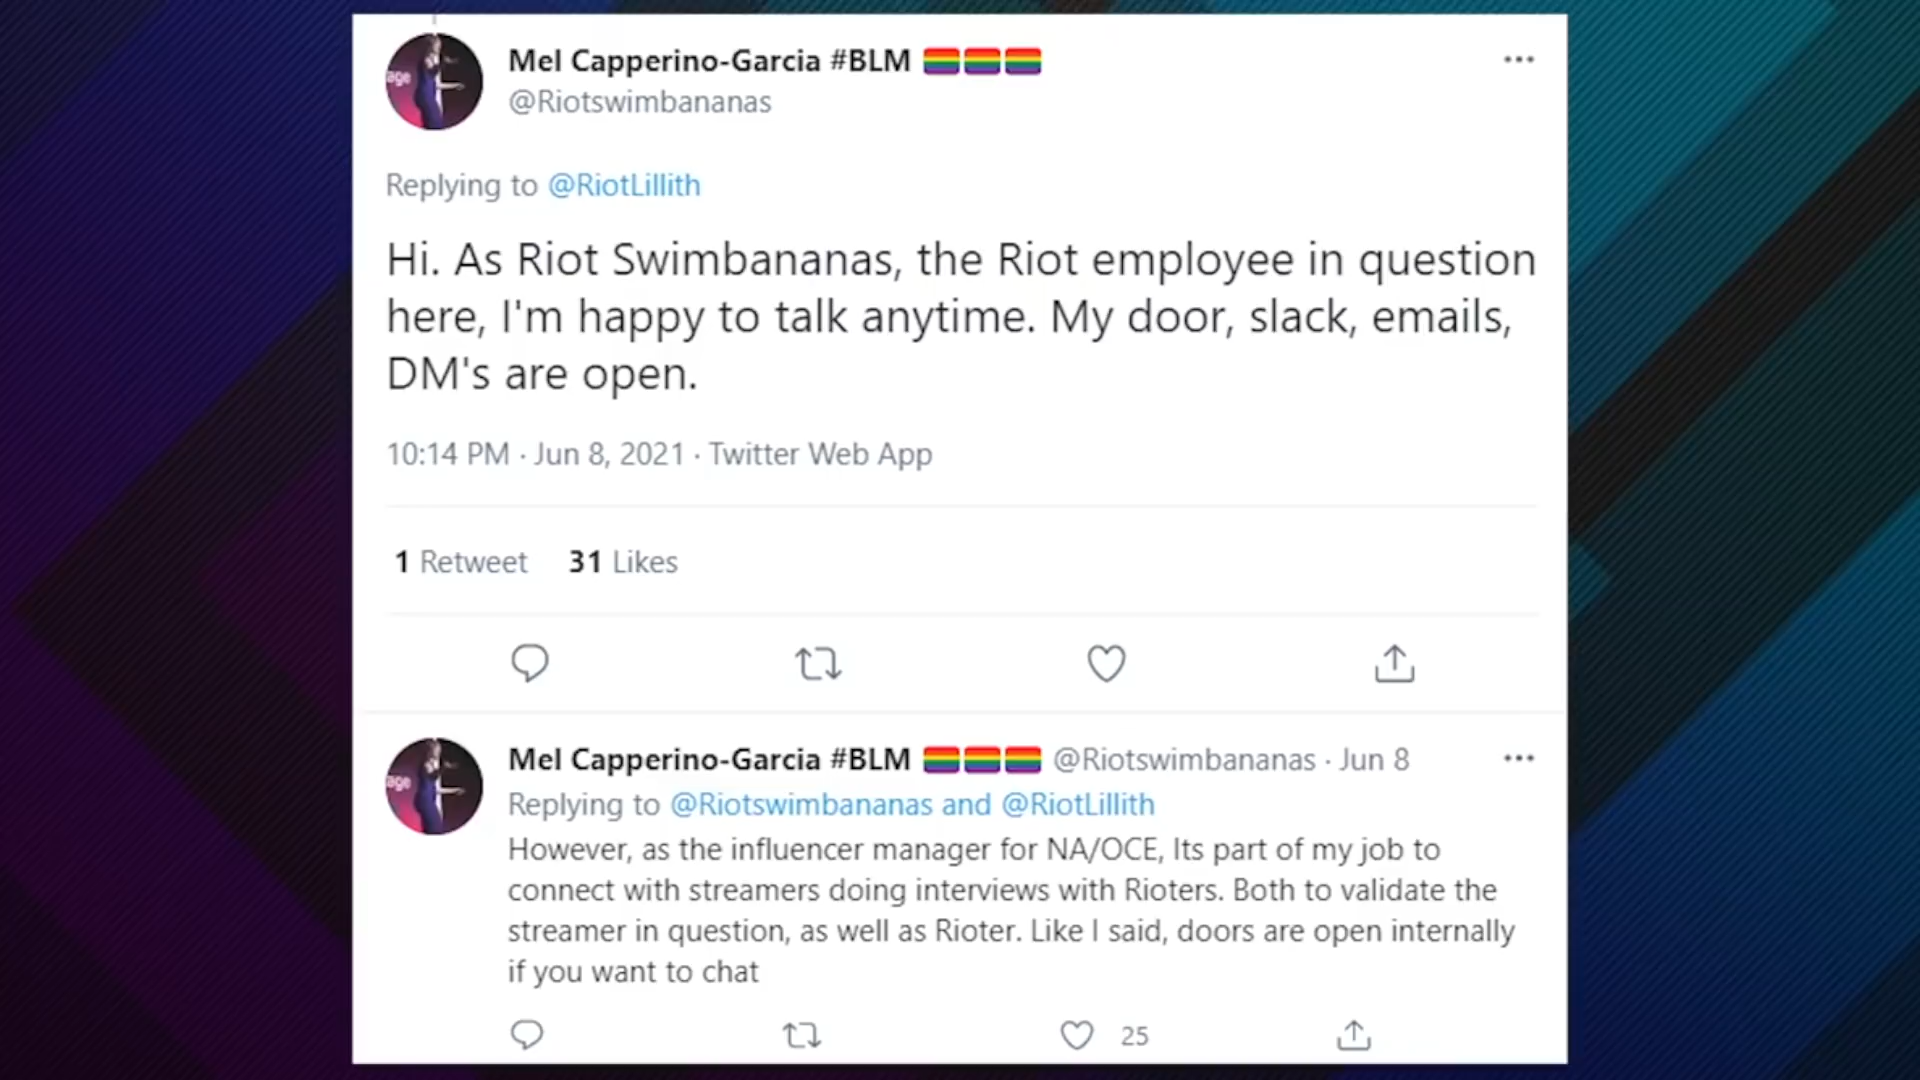 Mel Capperino-Garcia #BLM 🏳️‍🌈🏳️‍🌈🏳️‍🌈
@Riotswimbananas
age
Replying to @RiotLillith
Hi. As Riot Swimbananas, the Riot employee in question
here, I'm happy to talk anytime. My door, slack, emails,
DM's are open.
10:14 PM · Jun 8, 2021 · Twitter Web App
1 Retweet 31 Likes
Mel Capperino-Garcia #BLM 🏳️‍🌈🏳️‍🌈🏳️‍🌈 @Riotswimbananas · Jun 8
age
Replying to @Riotswimbananas and @RiotLillith
However, as the influencer manager for NA/OCE, Its part of my job to
connect with streamers doing interviews with Rioters. Both to validate the
streamer in question, as well as Rioter. Like I said, doors are open internally
if you want to chat
25